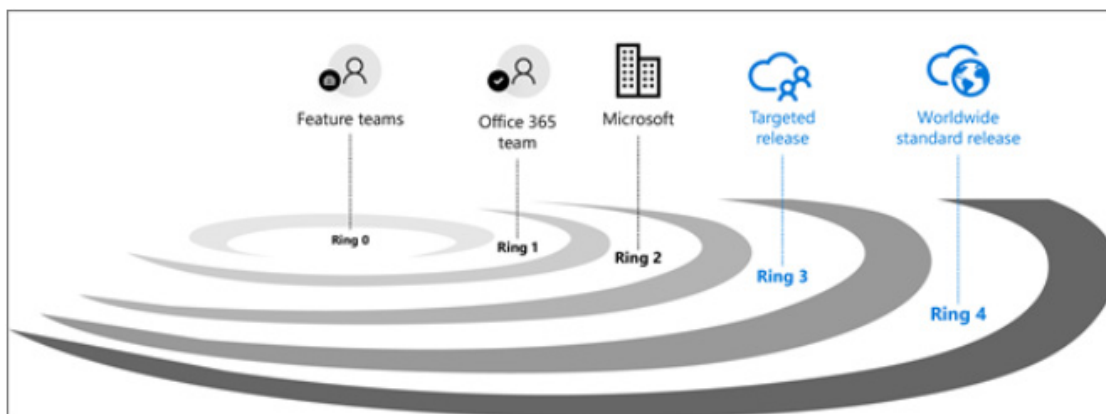 Feature teams
Office 365
team
Microsoft
Targeted
release
Worldwide
standard release
Ring 0
Ring 1
Ring 2
Ring 3
Ring 4